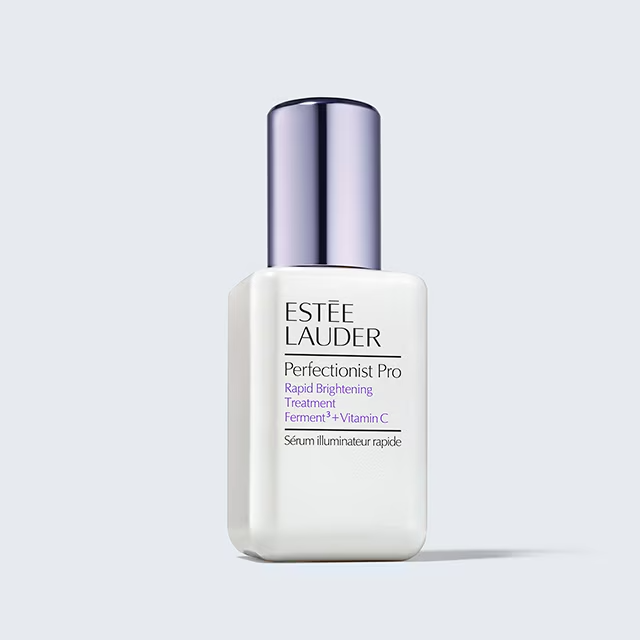 ESTĒE
LAUDER
Perfectionist Pro
Rapid Brightening
Treatment
Ferment³+Vitamin C
Sérum illuminateur rapide